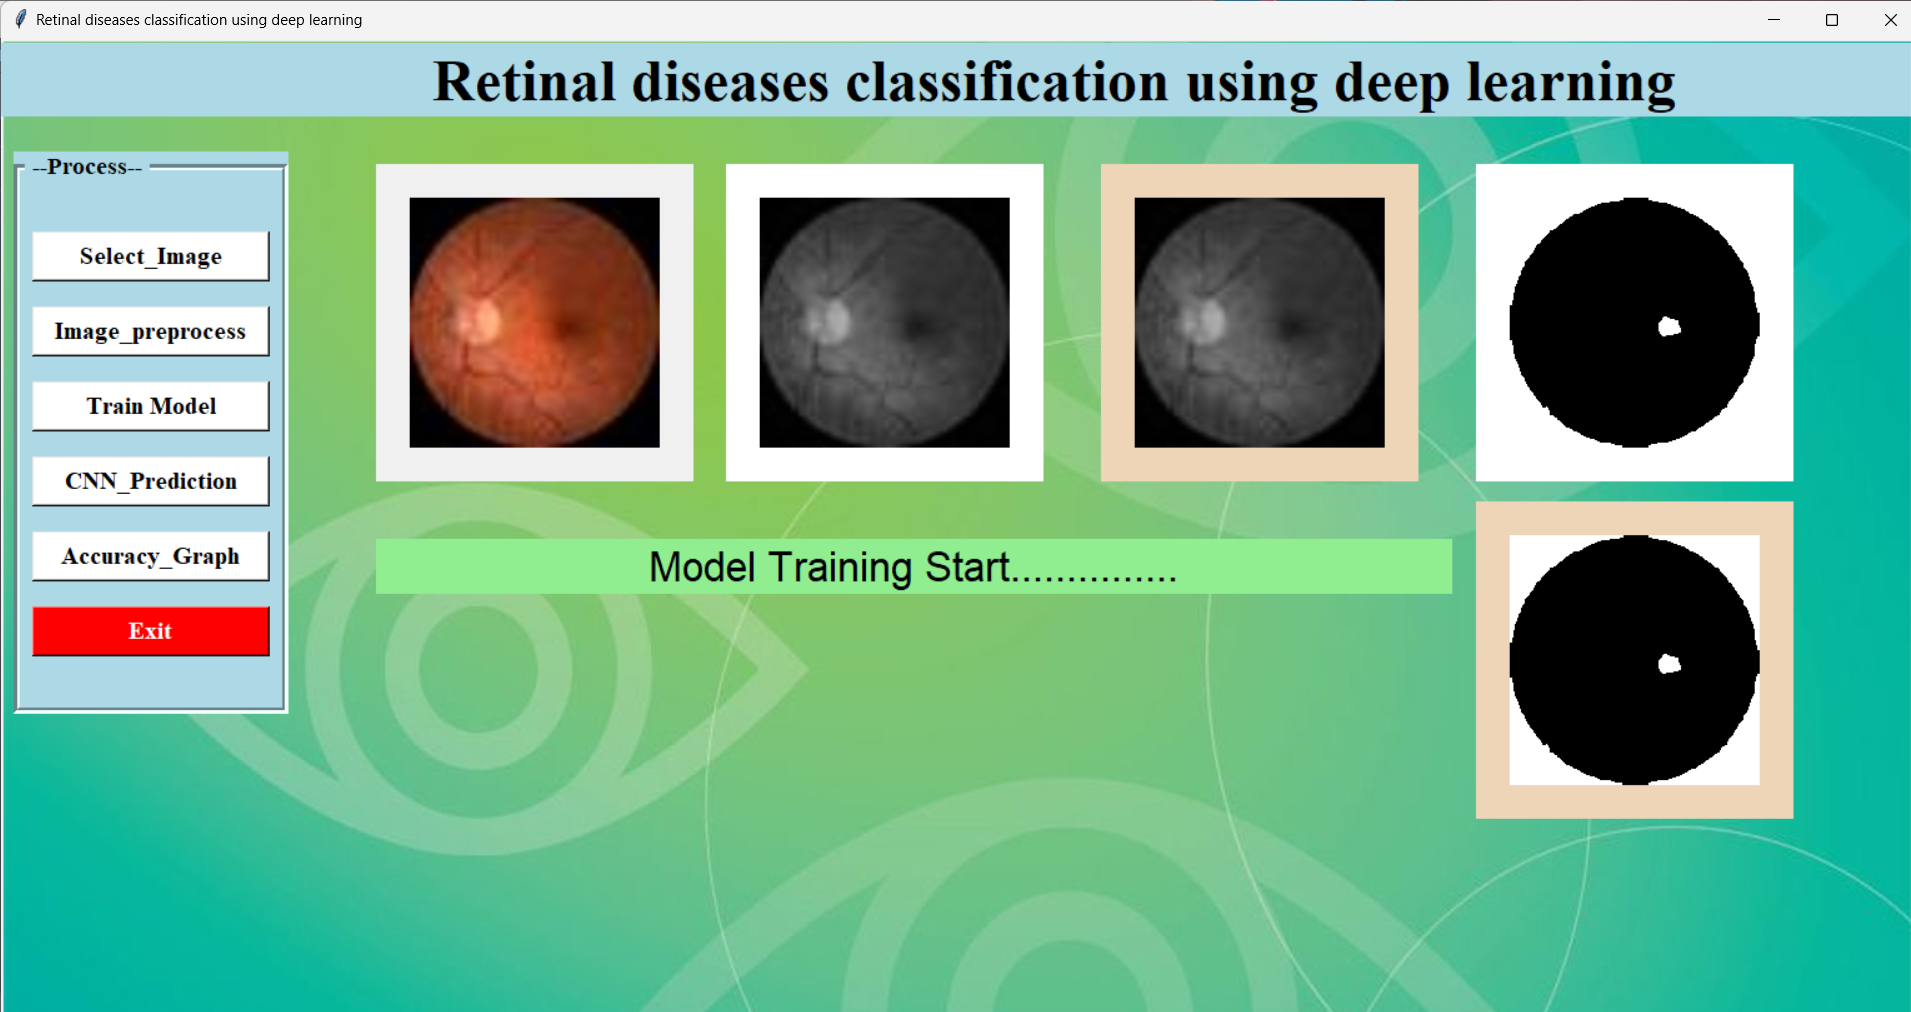 Retinal diseases classification using deep learning
Retinal diseases classification using deep learning
--Process--
Select_Image
Image_preprocess
Train Model
CNN_Prediction
Accuracy_Graph
Exit
Model Training Start...............